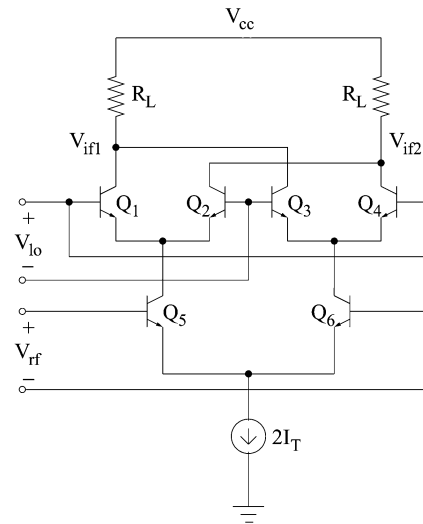 V_cc
R_L
R_L
V_if1
V_if2
+
Q_1
Q_2
Q_3
Q_4
V_lo
−
+
Q_5
Q_6
V_rf
−
2I_T